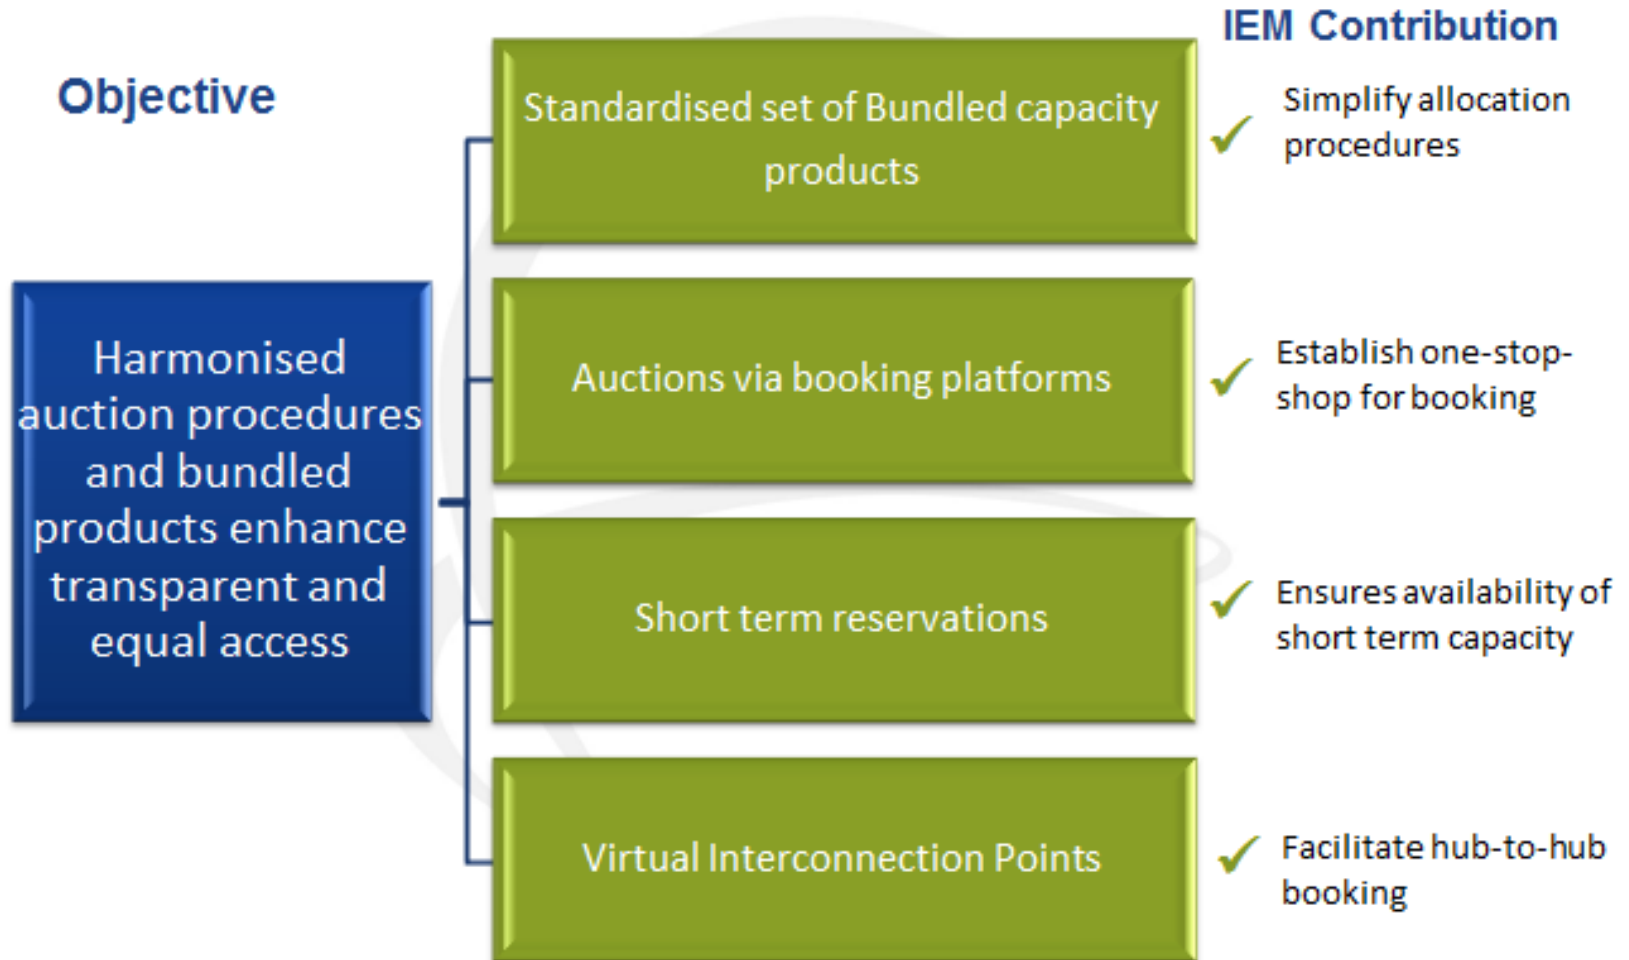 Objective
Harmonised
auction procedures
and bundled
products enhance
transparent and
equal access
Standardised set of Bundled capacity
products
Auctions via booking platforms
Short term reservations
Virtual Interconnection Points
IEM Contribution
Simplify allocation
procedures
Establish one-stop-
shop for booking
Ensures availability of
short term capacity
Facilitate hub-to-hub
booking